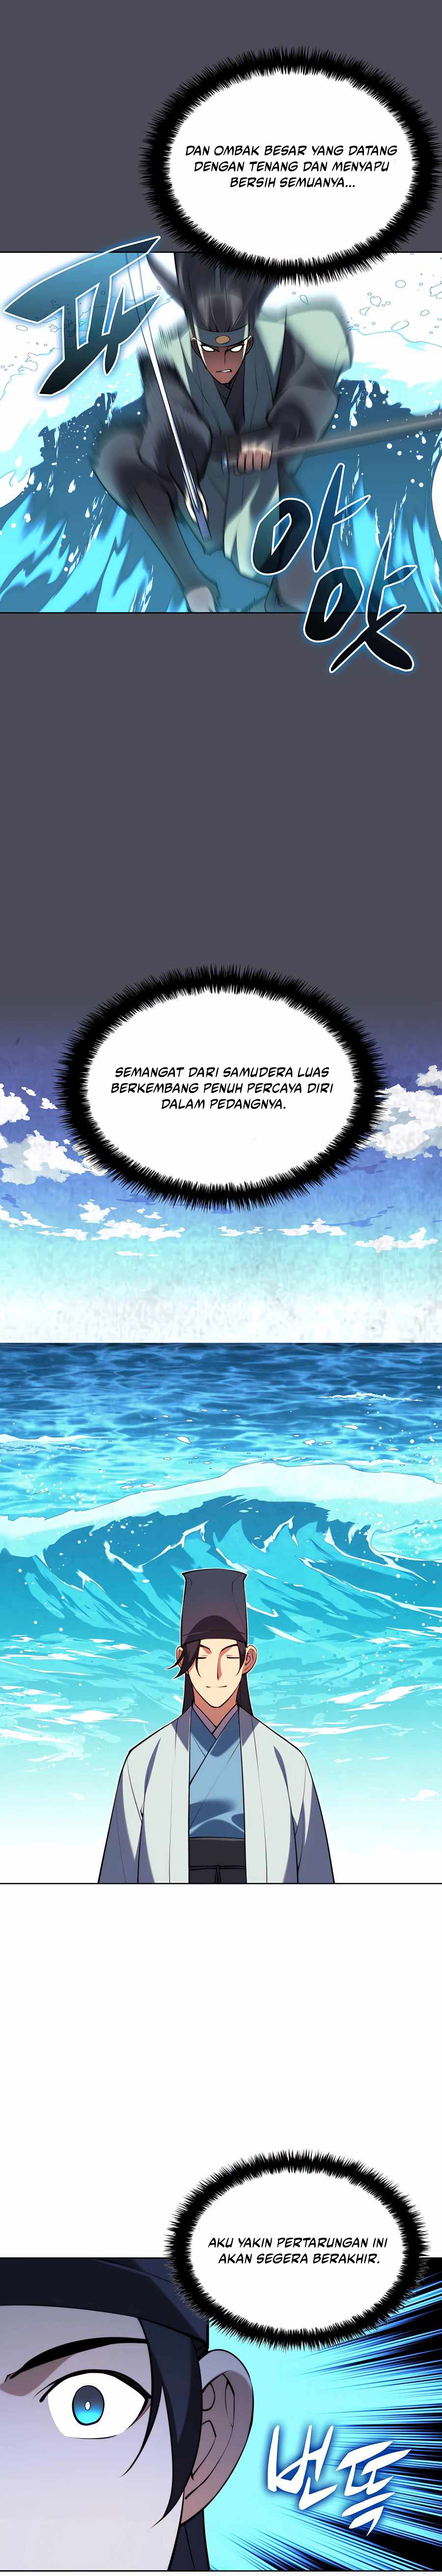 DAN OMBAK BESAR YANG DATANG
DENGAN TENANG DAN MENYAPU
BERSIH SEMUANYA...
파
아
앗
SEMANGAT DARI SAMUDERA LUAS
BERKEMBANG PENUH PERCAYA DIRI
DALAM PEDANGNYA.
AKU YAKIN PERTARUNGAN INI
AKAN SEGERA BERAKHIR.
번뜩